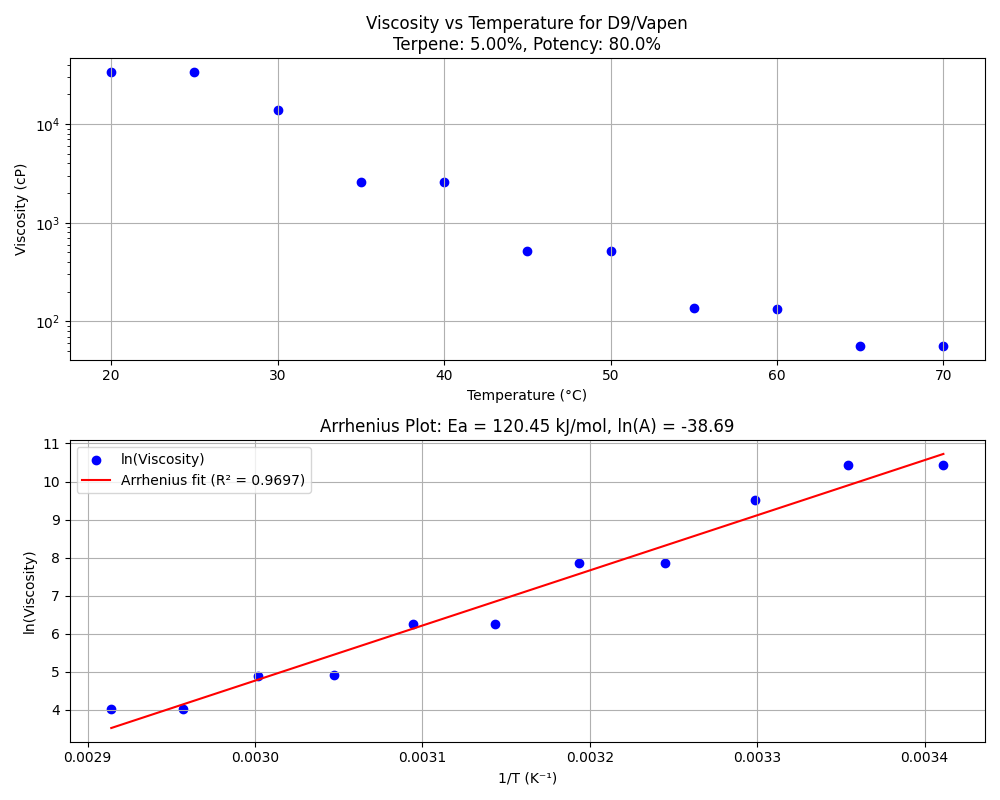 Viscosity vs Temperature for D9/Vapen
Terpene: 5.00%, Potency: 80.0%
Viscosity (cP)
10⁴
10³
10²
20 30 40 50 60 70
Temperature (°C)
Arrhenius Plot: Ea = 120.45 kJ/mol, ln(A) = -38.69
ln(Viscosity)
Arrhenius fit (R² = 0.9697)
ln(Viscosity)
11
10
9
8
7
6
5
4
0.0029 0.0030 0.0031 0.0032 0.0033 0.0034
1/T (K⁻¹)